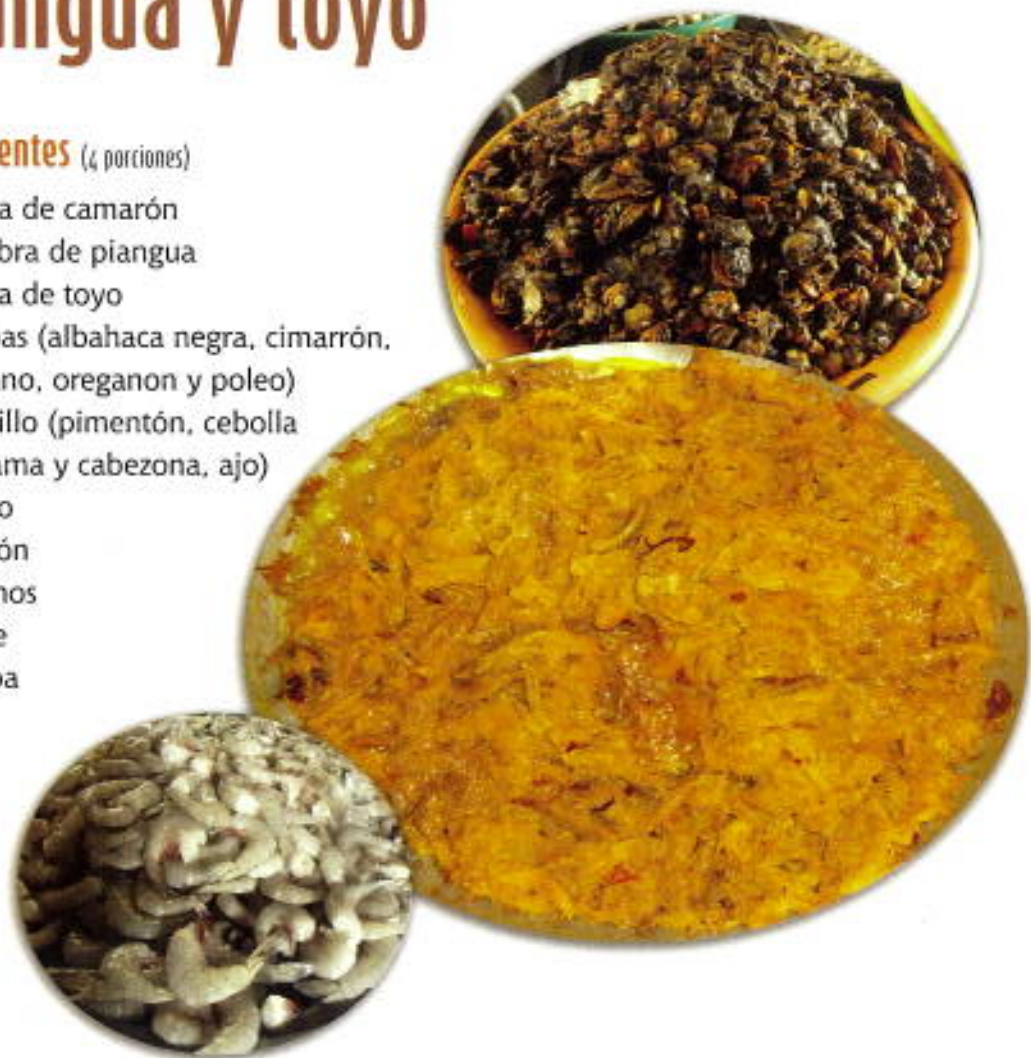 ngua y toyo
entes (4 porciones)
a de camarón
bra de piangua
a de toyo
as (albahaca negra, cimarrón,
no, oreganon y poleo)
illo (pimentón, cebolla
ama y cabezona, ajo)
o
ón
nos
e
pa